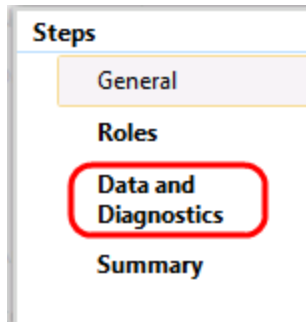 Steps
General
Roles
Data and
Diagnostics
Summary